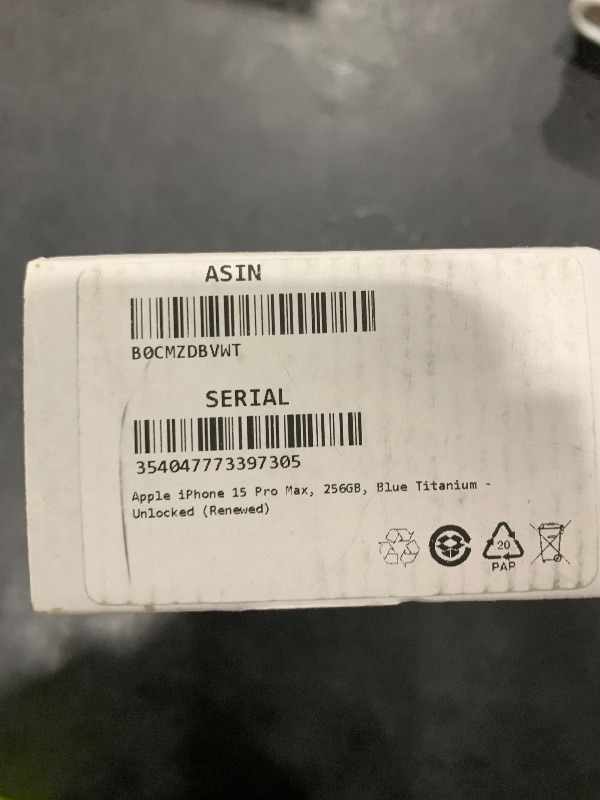 ASIN
B0CMZDBVWT
SERIAL
354047773397305
Apple iPhone 15 Pro Max, 256GB, Blue Titanium -
Unlocked (Renewed)
20
PAP